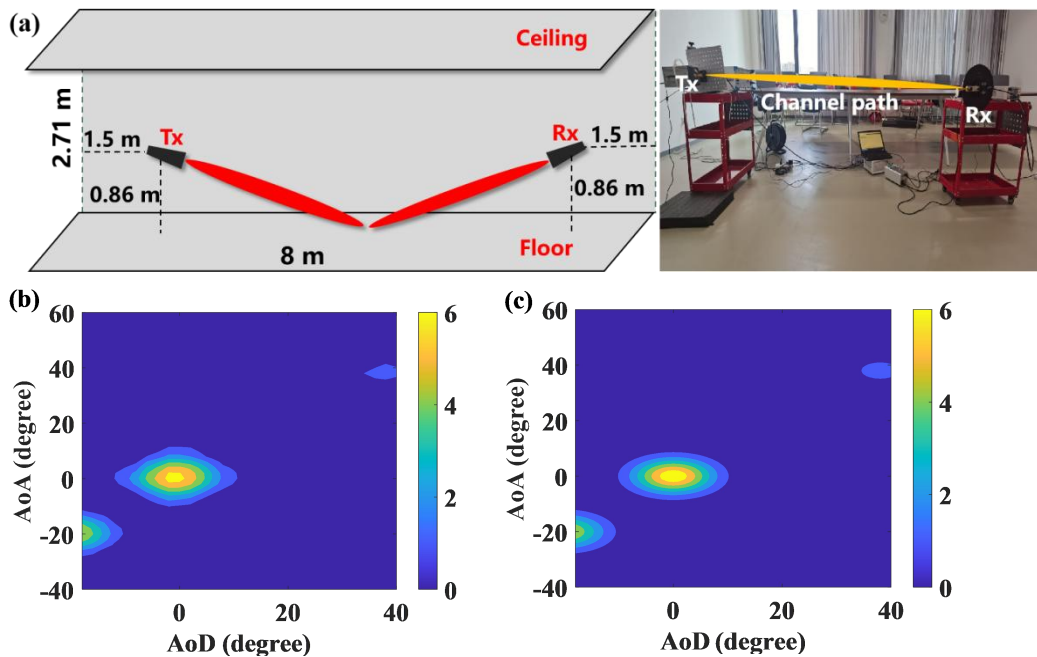 (a)
Ceiling
2.71 m
1.5 m
Tx
Rx
1.5 m
0.86 m
0.86 m
8 m
Floor
Tx
Channel path
Rx
(b)
60
40
20
0
-20
-40
0
20
40
AoA (degree)
AoD (degree)
6
4
2
0
(c)
60
40
20
0
-20
-40
0
20
40
AoA (degree)
AoD (degree)
6
4
2
0